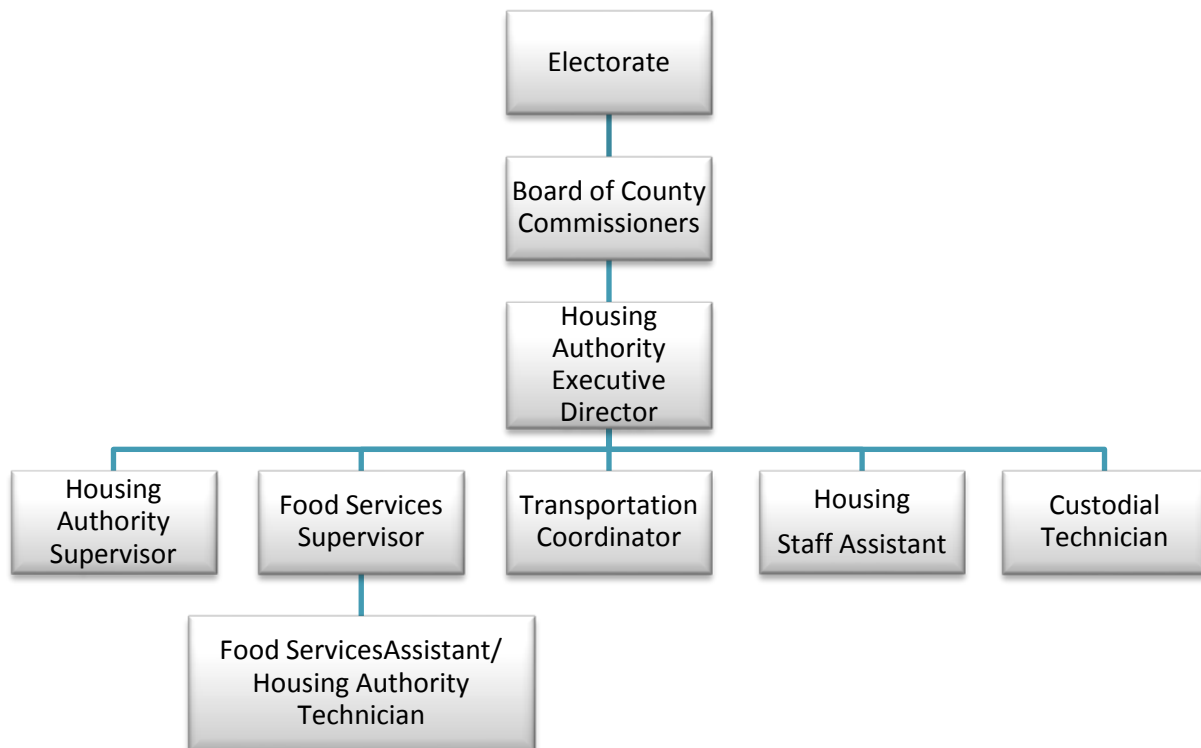 Electorate
Board of County
Commissioners
Housing
Authority
Executive
Director
Housing
Authority
Supervisor
Food Services
Supervisor
Transportation
Coordinator
Housing
Staff Assistant
Custodial
Technician
Food ServicesAssistant/
Housing Authority
Technician